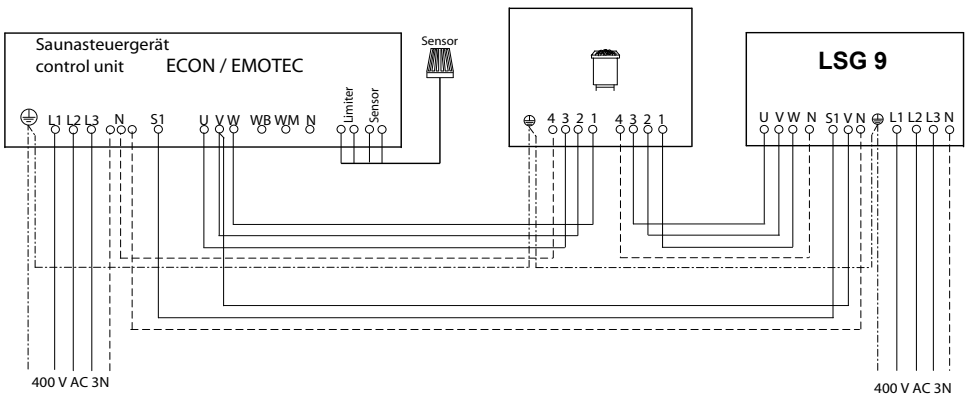 Saunasteuergerät
control unit ECON / EMOTEC
L1 L2 L3 N S1 U V W WB WM N
Limiter
Sensor
Sensor
4 3 2 1 4 3 2 1
LSG 9
U V W N S1 V N L1 L2 L3 N
400 V AC 3N
400 V AC 3N